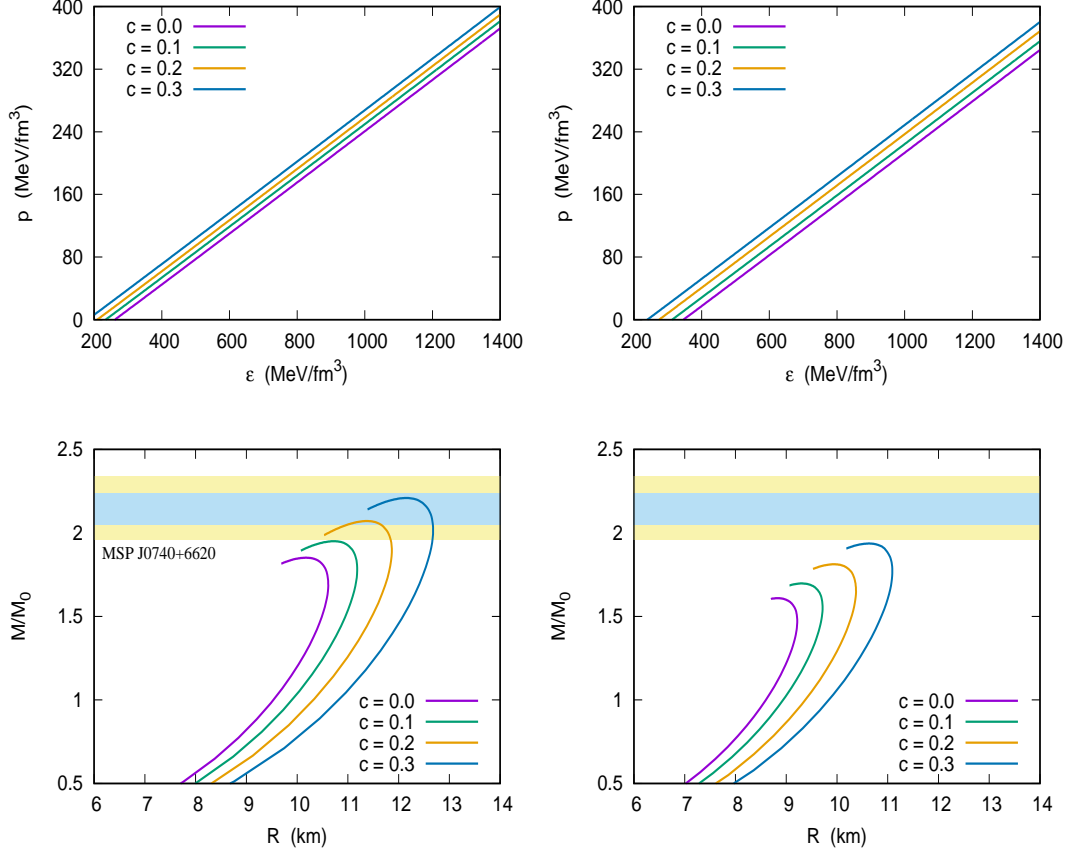 400
320
240
160
80
0
p (MeV/fm³)
c = 0.0
c = 0.1
c = 0.2
c = 0.3
200 400 600 800 1000 1200 1400
ε (MeV/fm³)
400
320
240
160
80
0
p (MeV/fm³)
c = 0.0
c = 0.1
c = 0.2
c = 0.3
200 400 600 800 1000 1200 1400
ε (MeV/fm³)
2.5
2
1.5
1
0.5
M/M₀
MSP J0740+6620
c = 0.0
c = 0.1
c = 0.2
c = 0.3
6 7 8 9 10 11 12 13 14
R (km)
2.5
2
1.5
1
0.5
M/M₀
c = 0.0
c = 0.1
c = 0.2
c = 0.3
6 7 8 9 10 11 12 13 14
R (km)